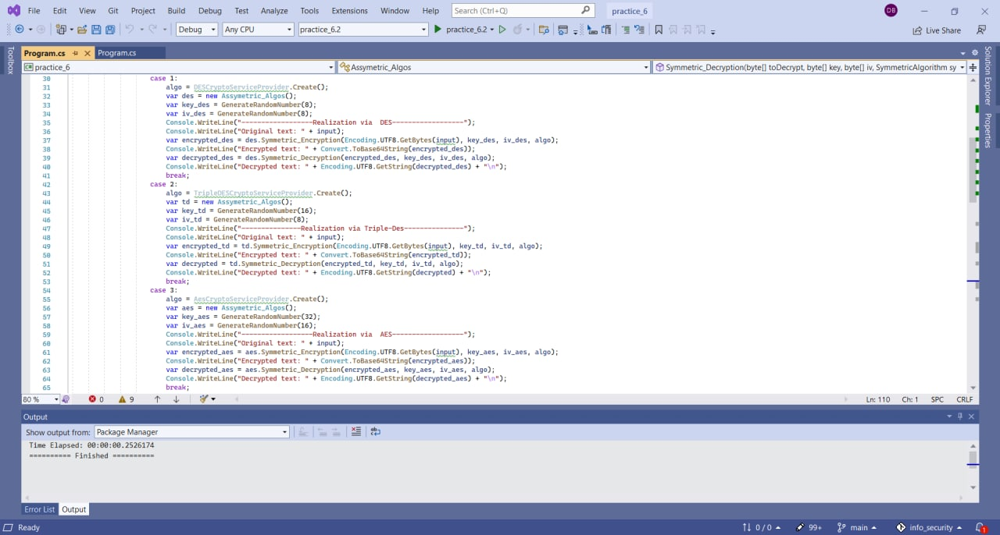 File Edit View Git Project Build Debug Test Analyze Tools Extensions Window Help Search (Ctrl+Q) practice_6 DB
Debug Any CPU practice_6.2 practice_6.2 Live Share
Toolbox
Program.cs Program.cs
practice_6 Assymetric_Algos Symmetric_Decryption(byte[] toDecrypt, byte[] key, byte[] iv, SymmetricAlgorithm sy
30 case 1:
31 algo = DESCryptoServiceProvider.Create();
32 var des = new Assymetric_Algos();
33 var key_des = GenerateRandomNumber(8);
34 var iv_des = GenerateRandomNumber(8);
35 Console.WriteLine("------------------Realization via  DES------------------");
36 Console.WriteLine("Original text: " + input);
37 var encrypted_des = des.Symmetric_Encryption(Encoding.UTF8.GetBytes(input), key_des, iv_des, algo);
38 Console.WriteLine("Encrypted text: " + Convert.ToBase64String(encrypted_des));
39 var decrypted_des = des.Symmetric_Decryption(encrypted_des, key_des, iv_des, algo);
40 Console.WriteLine("Decrypted text: " + Encoding.UTF8.GetString(decrypted_des) + "\n");
41 break;
42 case 2:
43 algo = TripleDESCryptoServiceProvider.Create();
44 var td = new Assymetric_Algos();
45 var key_td = GenerateRandomNumber(16);
46 var iv_td = GenerateRandomNumber(8);
47 Console.WriteLine("---------------Realization via Triple-Des---------------");
48 Console.WriteLine("Original text: " + input);
49 var encrypted_td = td.Symmetric_Encryption(Encoding.UTF8.GetBytes(input), key_td, iv_td, algo);
50 Console.WriteLine("Encrypted text: " + Convert.ToBase64String(encrypted_td));
51 var decrypted = td.Symmetric_Decryption(encrypted_td, key_td, iv_td, algo);
52 Console.WriteLine("Decrypted text: " + Encoding.UTF8.GetString(decrypted) + "\n");
53 break;
54 case 3:
55 algo = AesCryptoServiceProvider.Create();
56 var aes = new Assymetric_Algos();
57 var key_aes = GenerateRandomNumber(32);
58 var iv_aes = GenerateRandomNumber(16);
59 Console.WriteLine("------------------Realization via  AES------------------");
60 Console.WriteLine("Original text: " + input);
61 var encrypted_aes = aes.Symmetric_Encryption(Encoding.UTF8.GetBytes(input), key_aes, iv_aes, algo);
62 Console.WriteLine("Encrypted text: " + Convert.ToBase64String(encrypted_aes));
63 var decrypted_aes = aes.Symmetric_Decryption(encrypted_aes, key_aes, iv_aes, algo);
64 Console.WriteLine("Decrypted text: " + Encoding.UTF8.GetString(decrypted_aes) + "\n");
65 break;
Solution Explorer
Properties
80 % 0 9 Ln: 110 Ch: 1 SPC CRLF
Output
Show output from: Package Manager
Time Elapsed: 00:00:00.2526174
========== Finished ==========
Error List Output
Ready 0 / 0 99+ main info_security 1